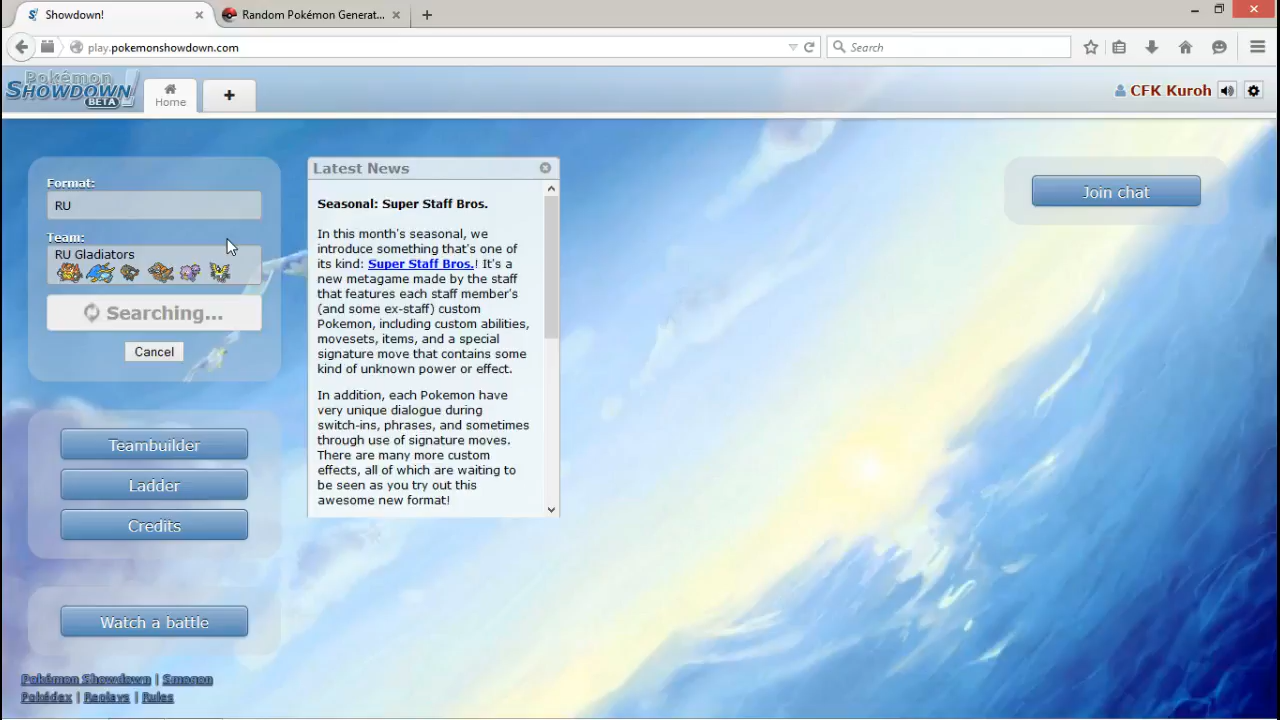 Showdown!
Random Pokémon Generat...
play.pokemonshowdown.com
Search
Pokémon
SHOWDOWN
BETA
Home
CFK Kuroh
Format:
RU
Team:
RU Gladiators
Searching...
Cancel
Teambuilder
Ladder
Credits
Watch a battle
Pokémon Showdown | Smogon
Pokédex | Replays | Rules
Latest News
Seasonal: Super Staff Bros.
In this month's seasonal, we
introduce something that's one of
its kind: Super Staff Bros.! It's a
new metagame made by the staff
that features each staff member's
(and some ex-staff) custom
Pokemon, including custom abilities,
movesets, items, and a special
signature move that contains some
kind of unknown power or effect.
In addition, each Pokemon have
very unique dialogue during
switch-ins, phrases, and sometimes
through use of signature moves.
There are many more custom
effects, all of which are waiting to
be seen as you try out this
awesome new format!
Join chat